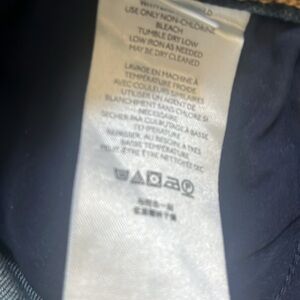 USE ONLY NON-CHLORINE
BLEACH
TUMBLE DRY LOW
LOW IRON AS NEEDED
MAY BE DRY CLEANED
LAVAGE EN MACHINE À
TEMPÉRATURE FROIDE
AVEC COULEURS SIMILAIRES
UTILISER UN AGENT DE
BLANCHIMENT SANS CHLORE SI
NÉCESSAIRE
SÉCHER PAR CULBUTAGE À BASSE
TEMPÉRATURE
REPASSER, AU BESOIN, À TRÈS
BASSE TEMPÉRATURE
PEUT ÊTRE NETTOYÉE SEC